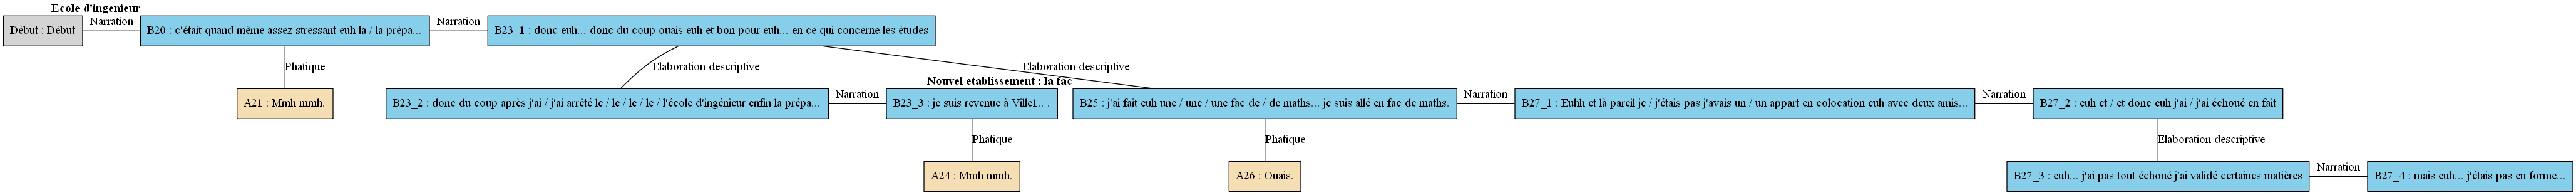 Ecole d'ingenieur
Début : Début
Narration
B20 : c'était quand même assez stressant euh la / la prépa...
Narration
B23_1 : donc euh... donc du coup ouais euh et bon pour euh... en ce qui concerne les études
Phatique
Elaboration descriptive
Elaboration descriptive
Nouvel etablissement : la fac
A21 : Mmh mmh.
B23_2 : donc du coup après j'ai / j'ai arrêté le / le / le / le / l'école d'ingénieur enfin la prépa...
Narration
B23_3 : je suis revenue à Ville1.. .
B25 : j'ai fait euh une / une / une fac de / de maths... je suis allé en fac de maths.
Narration
B27_1 : Euhh et là pareil je / j'étais pas j'avais un / un appart en colocation euh avec deux amis...
Narration
B27_2 : euh et / et donc euh j'ai / j'ai échoué en fait
Phatique
Phatique
Elaboration descriptive
A24 : Mmh mmh.
A26 : Ouais.
B27_3 : euh... j'ai pas tout échoué j'ai validé certaines matières
Narration
B27_4 : mais euh... j'étais pas en forme...